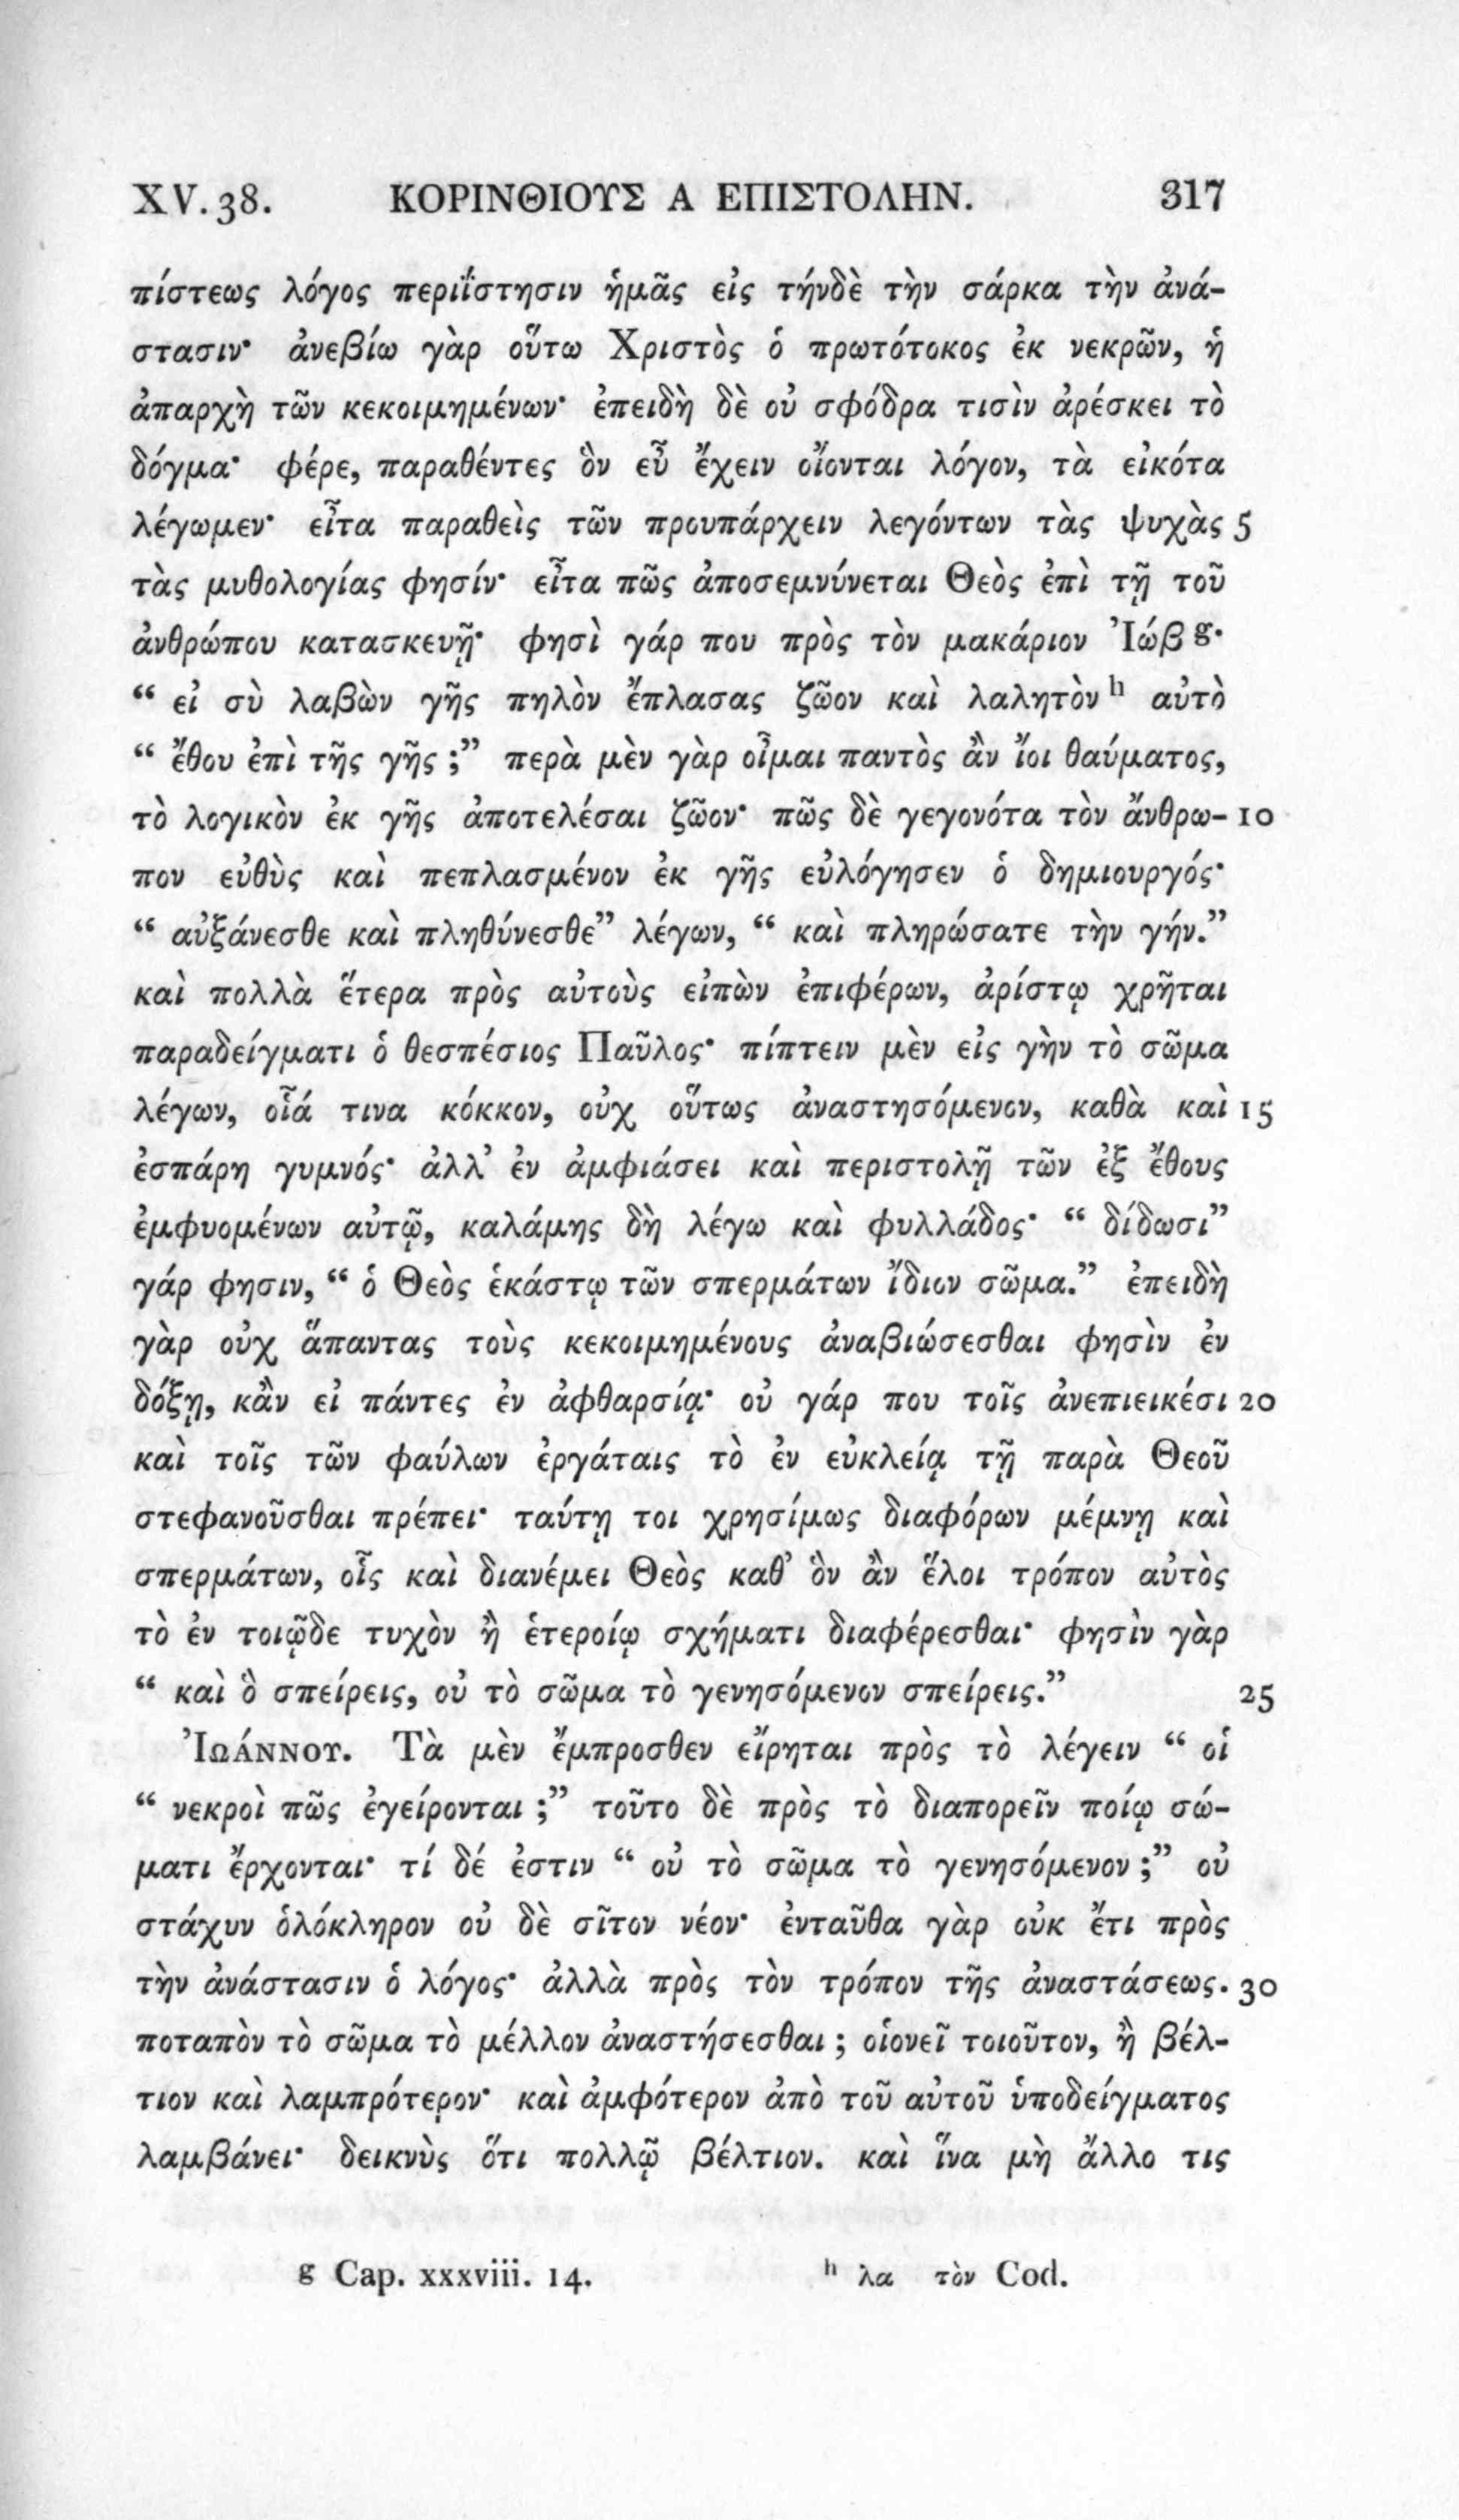 XV.38. ΚΟΡΙΝΘΙΟΥΣ Α ΕΠΙΣΤΟΛΗΝ. 317
πίστεως λόγος περιΐστησιν ἡμᾶς εἰς τήνδὲ τὴν σάρκα τὴν ἀνά-
στασιν· ἀνεβίω γὰρ οὕτω Χριστὸς ὁ πρωτότοκος ἐκ νεκρῶν, ἡ
ἀπαρχὴ τῶν κεκοιμημένων· ἐπειδὴ δὲ οὐ σφόδρα τισὶν ἀρέσκει τὸ
δόγμα· φέρε, παραθέντες ὃν εὖ ἔχειν οἴονται λόγον, τὰ εἰκότα
λέγωμεν· εἶτα παραθεὶς τῶν προυπάρχειν λεγόντων τὰς ψυχὰς 5
τὰς μυθολογίας φησίν· εἶτα πῶς ἀποσεμνύνεται Θεὸς ἐπὶ τῇ τοῦ
ἀνθρώπου κατασκευῇ· φησὶ γάρ που πρὸς τὸν μακάριον Ἰώβ g·
“ εἰ σὺ λαβὼν γῆς πηλὸν ἔπλασας ζῶον καὶ λαλητὸν h αὐτὸ
“ ἔθου ἐπὶ τῆς γῆς ;” περὰ μὲν γὰρ οἶμαι παντὸς ἂν ἴοι θαύματος,
τὸ λογικὸν ἐκ γῆς ἀποτελέσαι ζῶον· πῶς δὲ γεγονότα τὸν ἄνθρω- 10
πον εὐθὺς καὶ πεπλασμένον ἐκ γῆς εὐλόγησεν ὁ δημιουργός·
“ αὐξάνεσθε καὶ πληθύνεσθε” λέγων, “ καὶ πληρώσατε τὴν γήν.”
καὶ πολλὰ ἕτερα πρὸς αὐτοὺς εἰπὼν ἐπιφέρων, ἀρίστῳ χρῆται
παραδείγματι ὁ θεσπέσιος Παῦλος· πίπτειν μὲν εἰς γὴν τὸ σῶμα
λέγων, οἷά τινα κόκκον, οὐχ οὕτως ἀναστησόμενον, καθὰ καὶ 15
ἐσπάρη γυμνός· ἀλλ’ ἐν ἀμφιάσει καὶ περιστολῇ τῶν ἐξ ἔθους
ἐμφυομένων αὐτῷ, καλάμης δὴ λέγω καὶ φυλλάδος· “ δίδωσι”
γάρ φησιν, “ ὁ Θεὸς ἑκάστῳ τῶν σπερμάτων ἴδιον σῶμα.” ἐπειδὴ
γὰρ οὐχ ἅπαντας τοὺς κεκοιμημένους ἀναβιώσεσθαι φησὶν ἐν
δόξῃ, κἂν εἰ πάντες ἐν ἀφθαρσίᾳ· οὐ γάρ που τοῖς ἀνεπιεικέσι 20
καὶ τοῖς τῶν φαύλων ἐργάταις τὸ ἐν εὐκλείᾳ τῇ παρὰ Θεοῦ
στεφανοῦσθαι πρέπει· ταύτῃ τοι χρησίμως διαφόρων μέμνῃ καὶ
σπερμάτων, οἷς καὶ διανέμει Θεὸς καθ’ ὃν ἂν ἕλοι τρόπον αὐτὸς
τὸ ἐν τοιῷδε τυχὸν ἢ ἑτεροίῳ σχήματι διαφέρεσθαι· φησὶν γὰρ
“ καὶ ὃ σπείρεις, οὐ τὸ σῶμα τὸ γενησόμενον σπείρεις.” 25
Ἰωάννου. Τὰ μὲν ἔμπροσθεν εἴρηται πρὸς τὸ λέγειν “ οἱ
“ νεκροὶ πῶς ἐγείρονται ;” τοῦτο δὲ πρὸς τὸ διαπορεῖν ποίῳ σώ-
ματι ἔρχονται· τί δέ ἐστιν “ οὐ τὸ σῶμα τὸ γενησόμενον ;” οὐ
στάχυν ὁλόκληρον οὐ δὲ σῖτον νέον· ἐνταῦθα γὰρ οὐκ ἔτι πρὸς
τὴν ἀνάστασιν ὁ λόγος· ἀλλὰ πρὸς τὸν τρόπον τῆς ἀναστάσεως. 30
ποταπὸν τὸ σῶμα τὸ μέλλον ἀναστήσεσθαι ; οἱονεῖ τοιοῦτον, ἢ βέλ-
τιον καὶ λαμπρότερον· καὶ ἀμφότερον ἀπὸ τοῦ αὐτοῦ ὑποδείγματος
λαμβάνει· δεικνὺς ὅτι πολλῷ βέλτιον. καὶ ἵνα μὴ ἄλλο τις
g Cap. xxxviii. 14. h λα τὸν Cod.